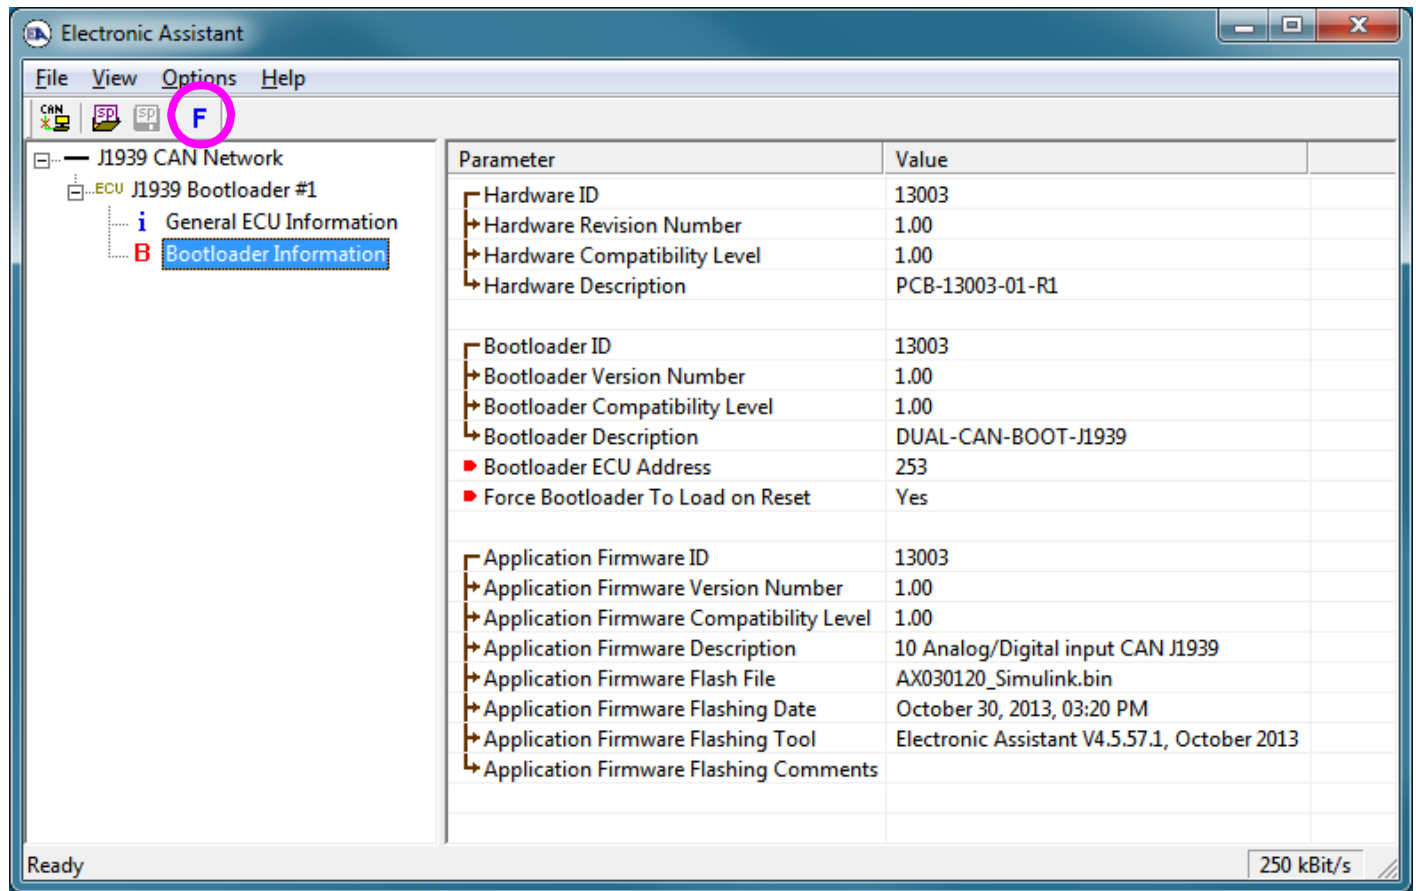 Electronic Assistant
File View Options Help
CAN SP SP F
J1939 CAN Network
ECU J1939 Bootloader #1
i General ECU Information
B Bootloader Information
Parameter Value
Hardware ID 13003
Hardware Revision Number 1.00
Hardware Compatibility Level 1.00
Hardware Description PCB-13003-01-R1
Bootloader ID 13003
Bootloader Version Number 1.00
Bootloader Compatibility Level 1.00
Bootloader Description DUAL-CAN-BOOT-J1939
Bootloader ECU Address 253
Force Bootloader To Load on Reset Yes
Application Firmware ID 13003
Application Firmware Version Number 1.00
Application Firmware Compatibility Level 1.00
Application Firmware Description 10 Analog/Digital input CAN J1939
Application Firmware Flash File AX030120_Simulink.bin
Application Firmware Flashing Date October 30, 2013, 03:20 PM
Application Firmware Flashing Tool Electronic Assistant V4.5.57.1, October 2013
Application Firmware Flashing Comments
Ready 250 kBit/s